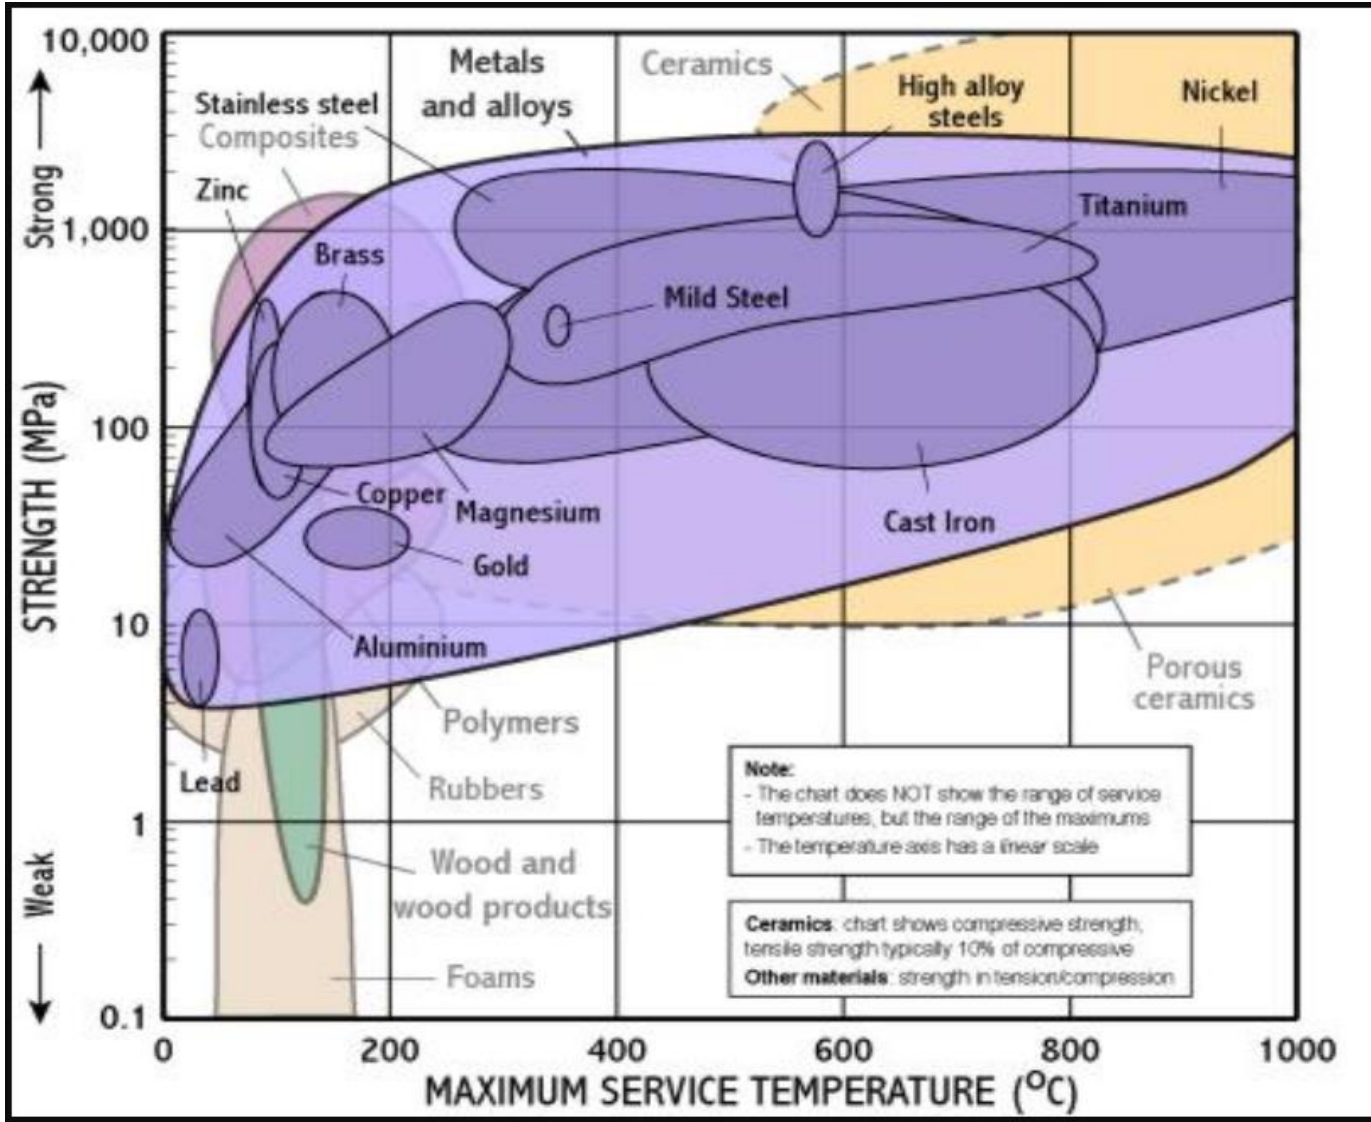 10,000
1,000
100
10
1
0.1
Strong
STRENGTH (MPa)
Weak
Metals
and alloys
Ceramics
High alloy
steels
Nickel
Stainless steel
Composites
Zinc
Brass
Titanium
Mild Steel
Copper
Magnesium
Gold
Cast Iron
Aluminium
Porous
ceramics
Polymers
Lead
Rubbers
Wood and
wood products
Foams
Note:
- The chart does NOT show the range of service
temperatures, but the range of the maximums
- The temperature axis has a linear scale
Ceramics: chart shows compressive strength,
tensile strength typically 10% of compressive
Other materials: strength in tension/compression
0 200 400 600 800 1000
MAXIMUM SERVICE TEMPERATURE (°C)